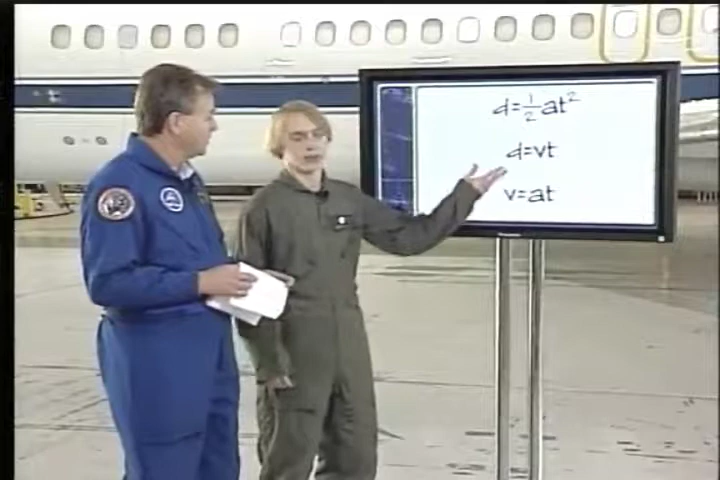 d=½at²
d=vt
v=at